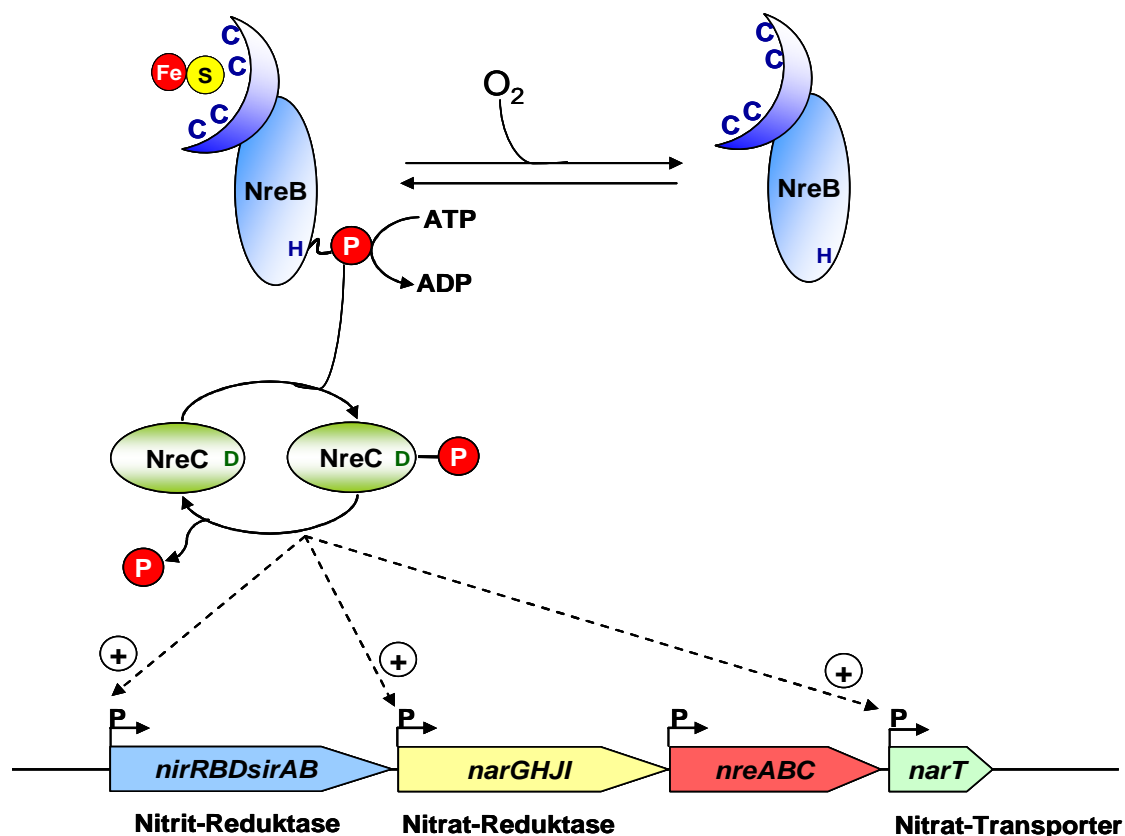 C
C
Fe
S
C
C
NreB
H
P
ATP
ADP
O2
C
C
C
C
NreB
H
NreC D
NreC D
P
P
+
+
+
P
P
P
P
nirRBDsirAB
narGHJI
nreABC
narT
Nitrit-Reduktase
Nitrat-Reduktase
Nitrat-Transporter